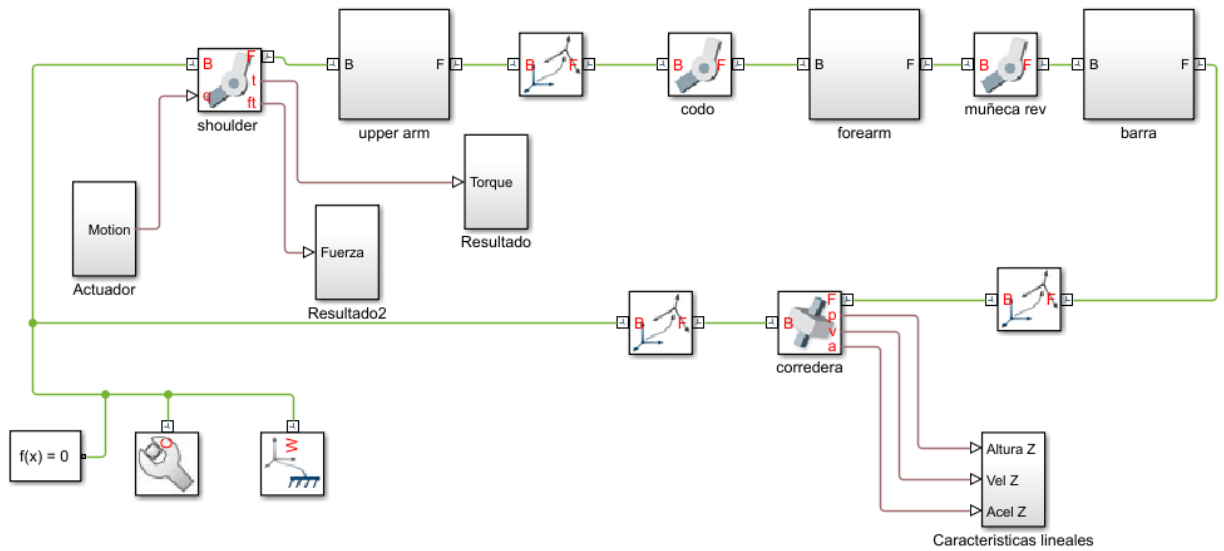 B
F
q
t
ft
shoulder
B
F
upper arm
B
F
B
F
codo
B
F
forearm
B
F
muñeca rev
B
F
barra
Motion
Actuador
Fuerza
Resultado2
Torque
Resultado
B
F
B
F
p
v
a
corredera
B
F
f(x) = 0
C
W
Altura Z
Vel Z
Acel Z
Caracteristicas lineales